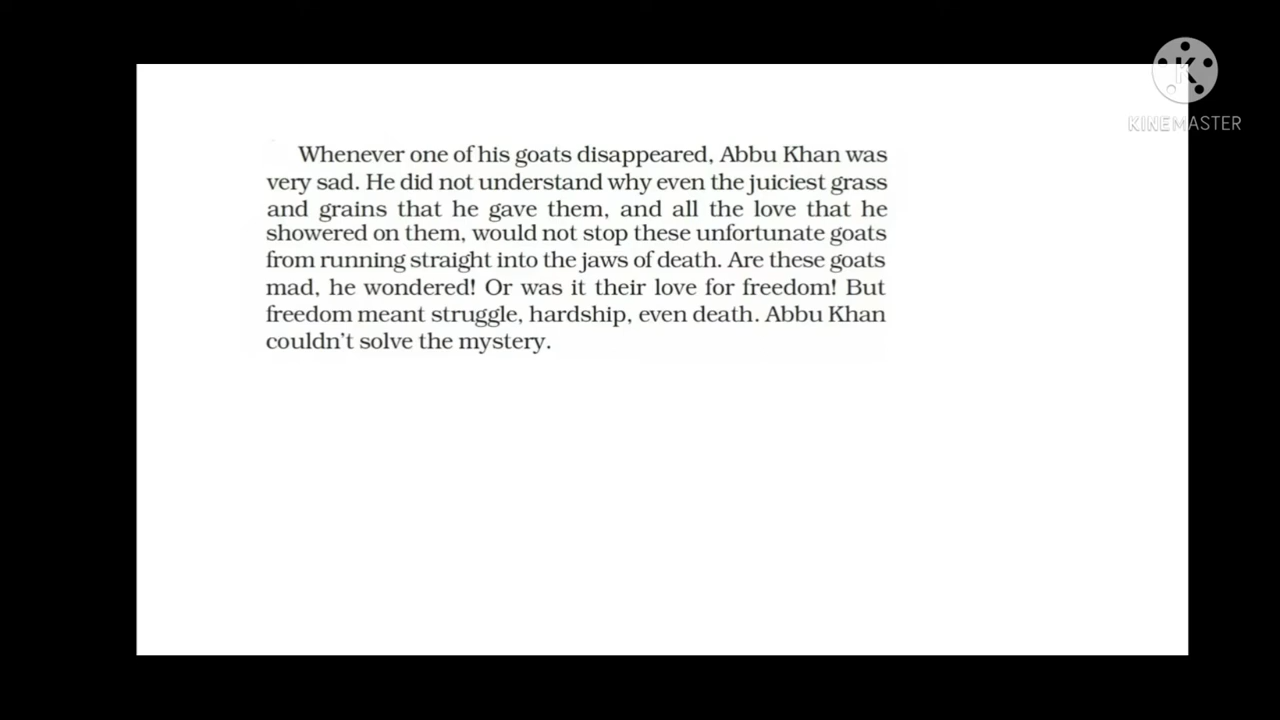 KINEMASTER
Whenever one of his goats disappeared, Abbu Khan was
very sad. He did not understand why even the juiciest grass
and grains that he gave them, and all the love that he
showered on them, would not stop these unfortunate goats
from running straight into the jaws of death. Are these goats
mad, he wondered! Or was it their love for freedom! But
freedom meant struggle, hardship, even death. Abbu Khan
couldn't solve the mystery.